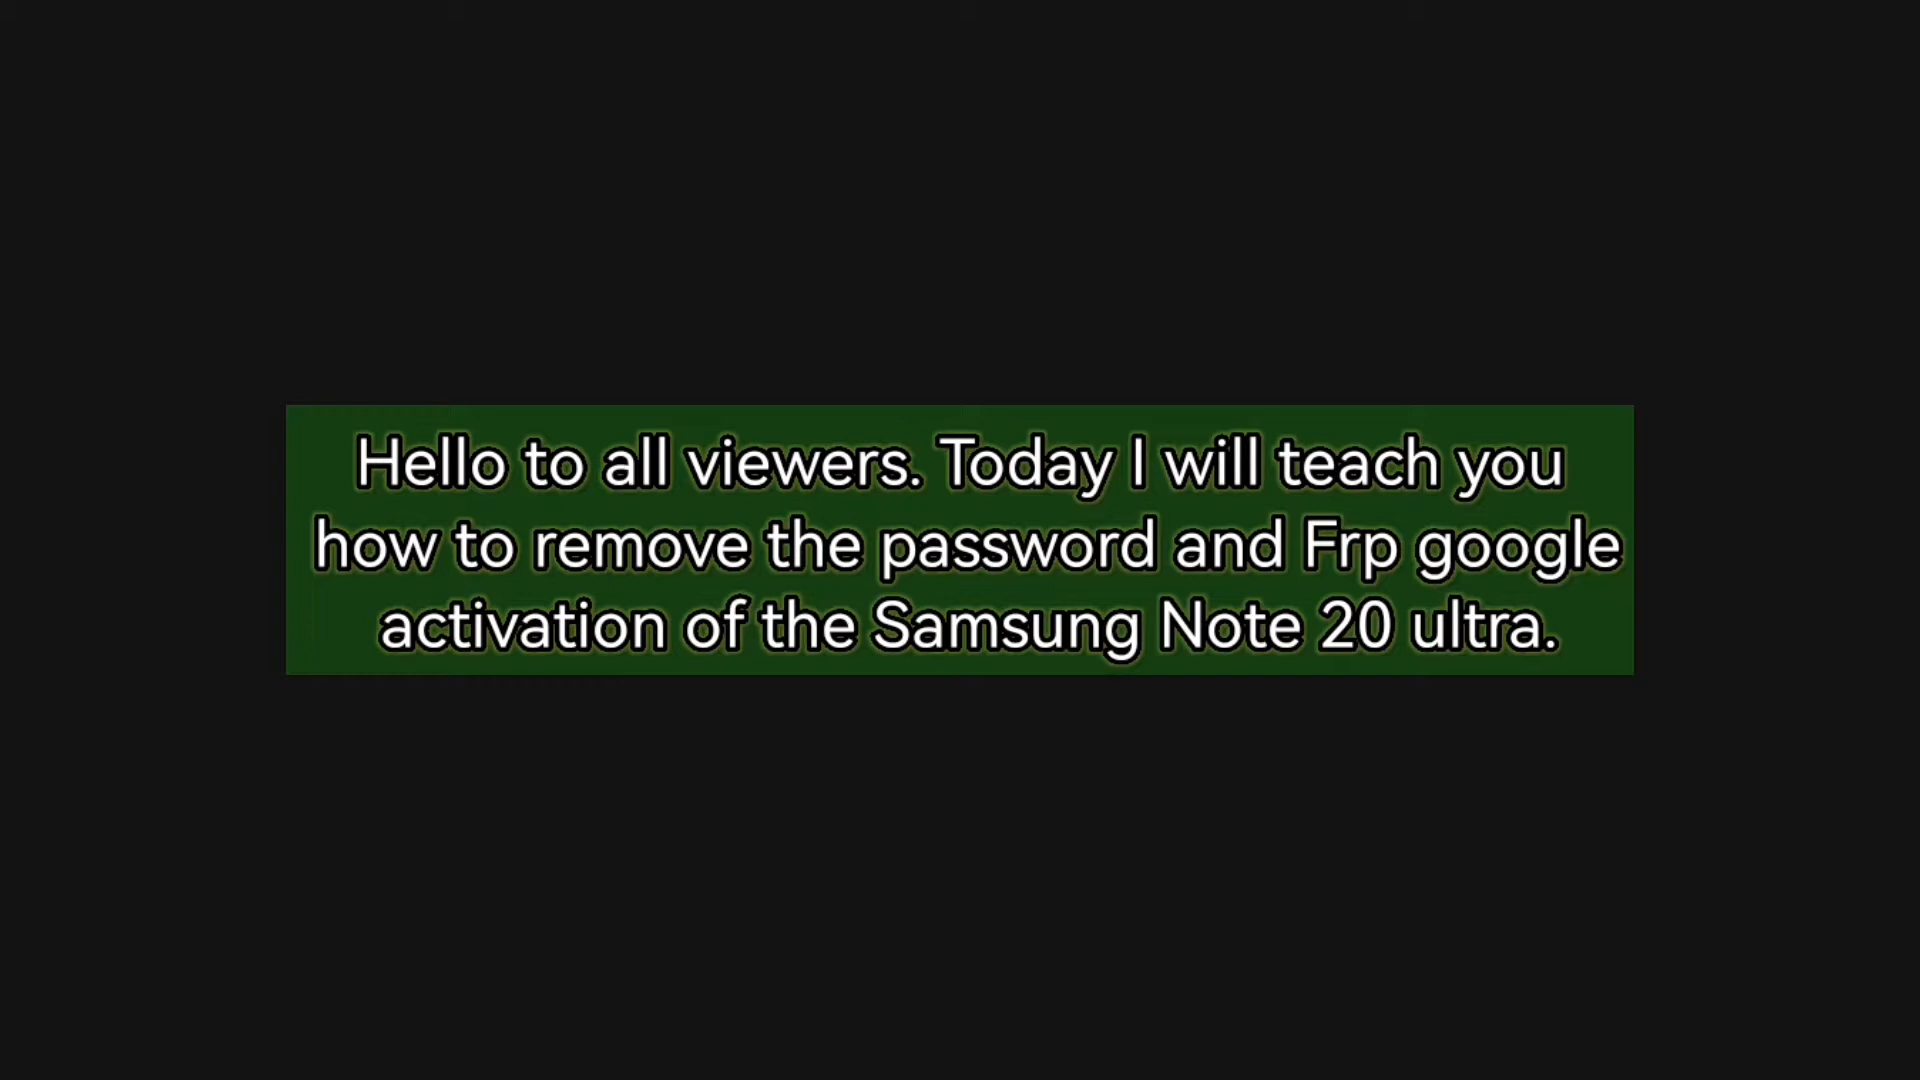 Hello to all viewers. Today I will teach you
how to remove the password and Frp google
activation of the Samsung Note 20 ultra.